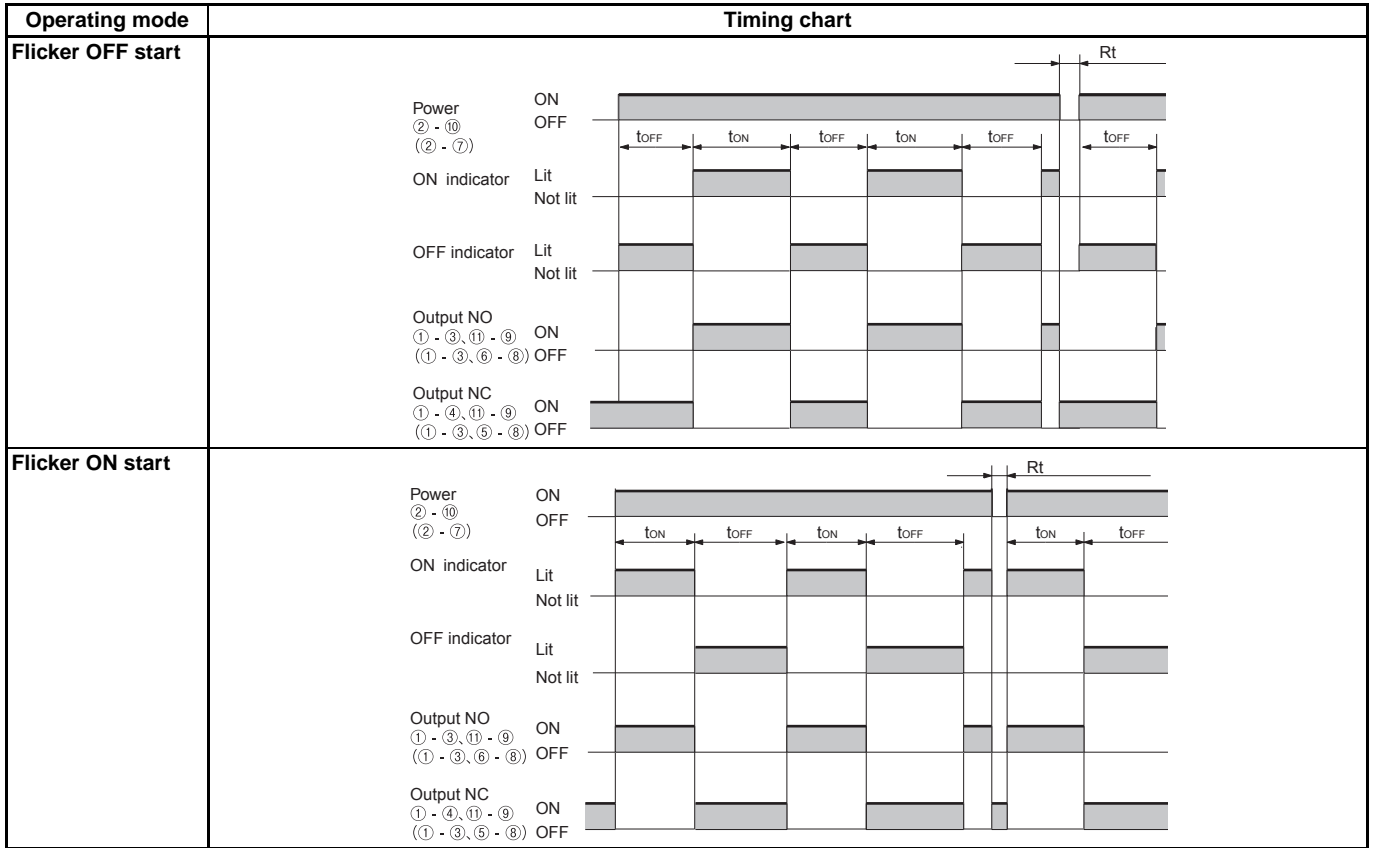 Operating mode Timing chart
Flicker OFF start
Rt
Power ON
② - ⑩ OFF
(② - ⑦)
tOFF tON tOFF tON tOFF tOFF
ON indicator Lit
Not lit
OFF indicator Lit
Not lit
Output NO
① - ③、⑪ - ⑨ ON
(① - ③、⑥ - ⑧) OFF
Output NC
① - ④、⑪ - ⑨ ON
(① - ③、⑤ - ⑧) OFF
Flicker ON start
Rt
Power ON
② - ⑩ OFF
(② - ⑦)
tON tOFF tON tOFF tON tOFF
ON indicator Lit
Not lit
OFF indicator Lit
Not lit
Output NO
① - ③、⑪ - ⑨ ON
(① - ③、⑥ - ⑧) OFF
Output NC
① - ④、⑪ - ⑨ ON
(① - ③、⑤ - ⑧) OFF